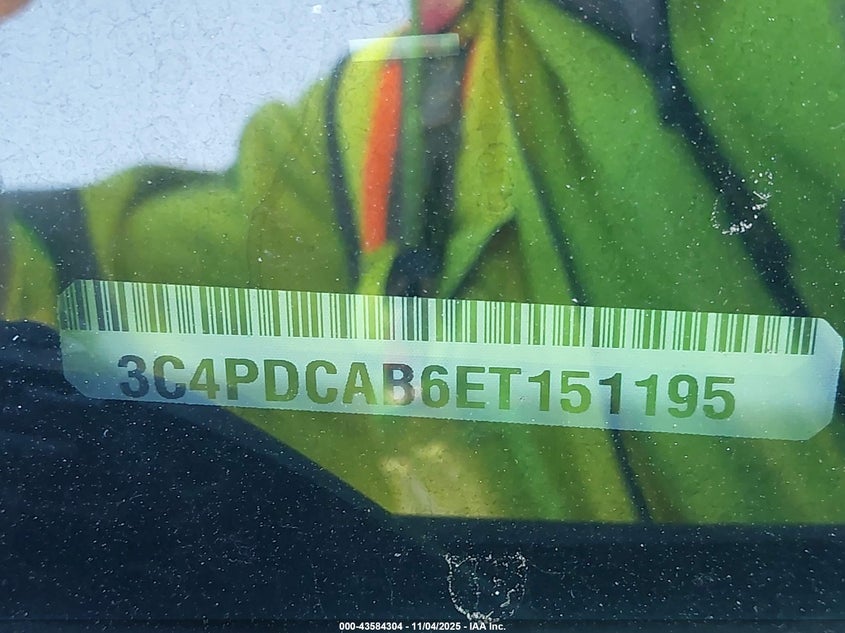 3C4PDCAB6ET151195
000-43584304 - 11/04/2025 - IAA Inc.